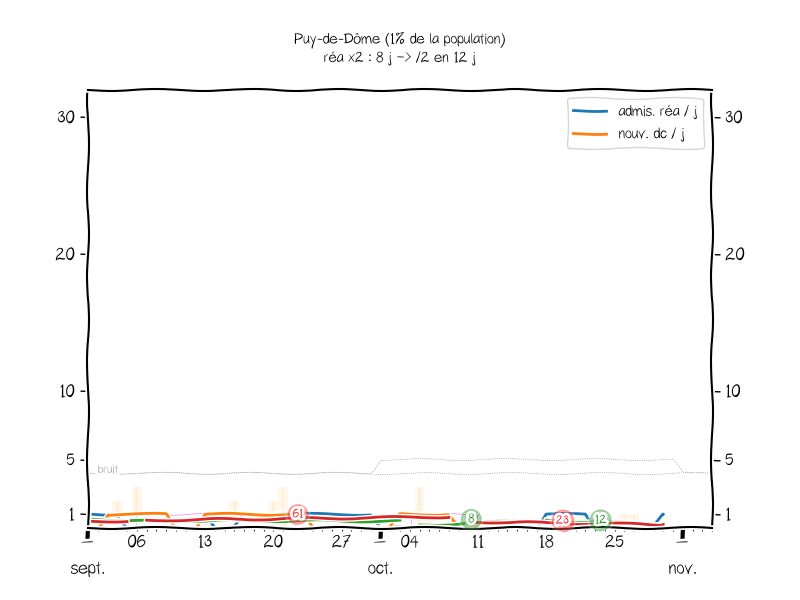 Puy-de-Dôme (1% de la population)
réa x2 : 8 j -> /2 en 12 j
admis. réa / j
nouv. dc / j
30
30
20
20
10
10
5
5
bruit
1
1
61
8
23
12
06
13
20
27
04
11
18
25
sept.
oct.
nov.